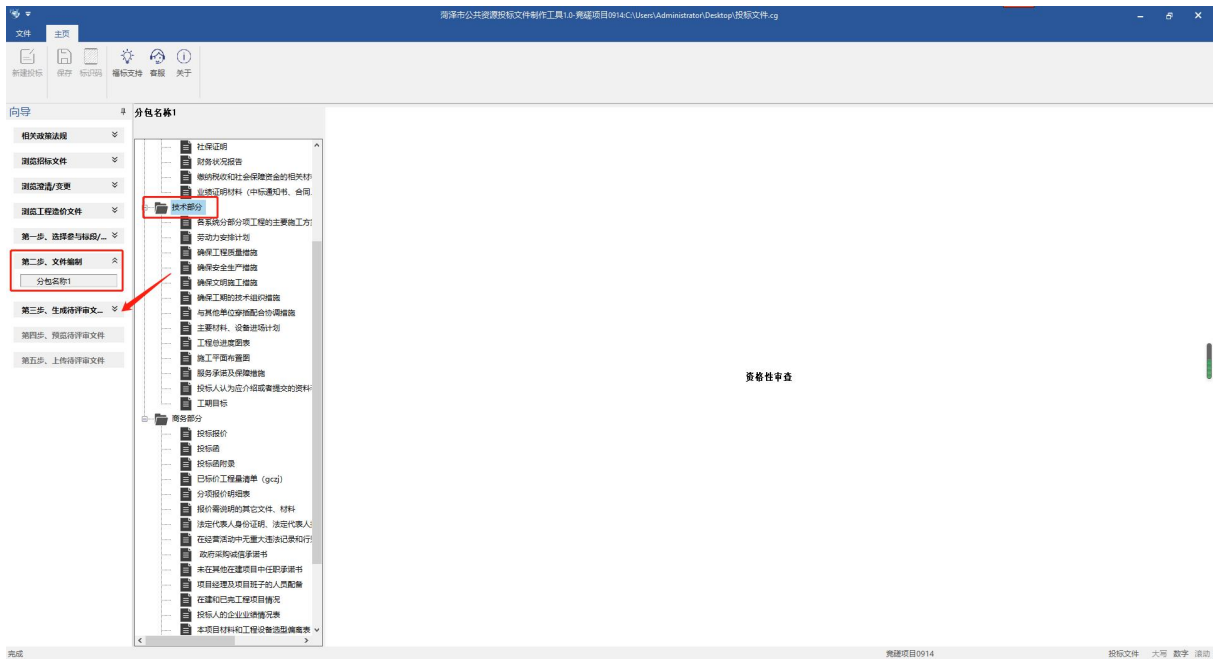 菏泽市公共资源投标文件制作工具1.0-竞磋项目0914:C:\Users\Administrator\Desktop\投标文件.cg
文件 主页
新建投标 保存 标识码 福标支持 客服 关于
向导
相关政策法规
浏览招标文件
浏览澄清/变更
浏览工程造价文件
第一步、选择参与标段/...
第二步、文件编制
分包名称1
第三步、生成待评审文...
第四步、预览待评审文件
第五步、上传待评审文件
分包名称1
社保证明
财务状况报告
缴纳税收和社会保障资金的相关材
业绩证明材料（中标通知书、合同
技术部分
各系统分部分项工程的主要施工方
劳动力安排计划
确保工程质量措施
确保安全生产措施
确保文明施工措施
确保工期的技术组织措施
与其他单位穿插配合协调措施
主要材料、设备进场计划
工程总进度图表
施工平面布置图
服务承诺及保障措施
投标人认为应介绍或者提交的资料
工期目标
商务部分
投标报价
投标函
投标函附录
已标价工程量清单（gczj）
分项报价明细表
报价需说明的其它文件、材料
法定代表人身份证明、法定代表人
在经营活动中无重大违法记录和行
政府采购诚信承诺书
未在其他在建项目中任职承诺书
项目经理及项目班子的人员配备
在建和已完工程项目情况
投标人的企业业绩情况表
本项目材料和工程设备选型偏离表
资格性审查
完成
竞磋项目0914
投标文件 大写 数字 滚动